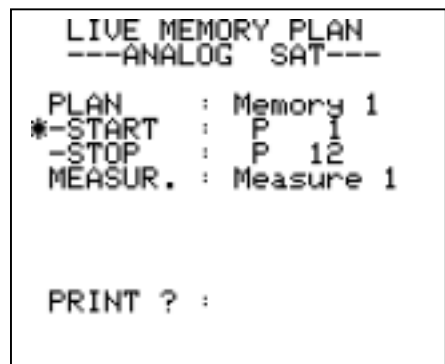 LIVE MEMORY PLAN
---ANALOG SAT---
PLAN : Memory 1
*-START : P 1
-STOP : P 12
MEASUR. : Measure 1
PRINT ? :